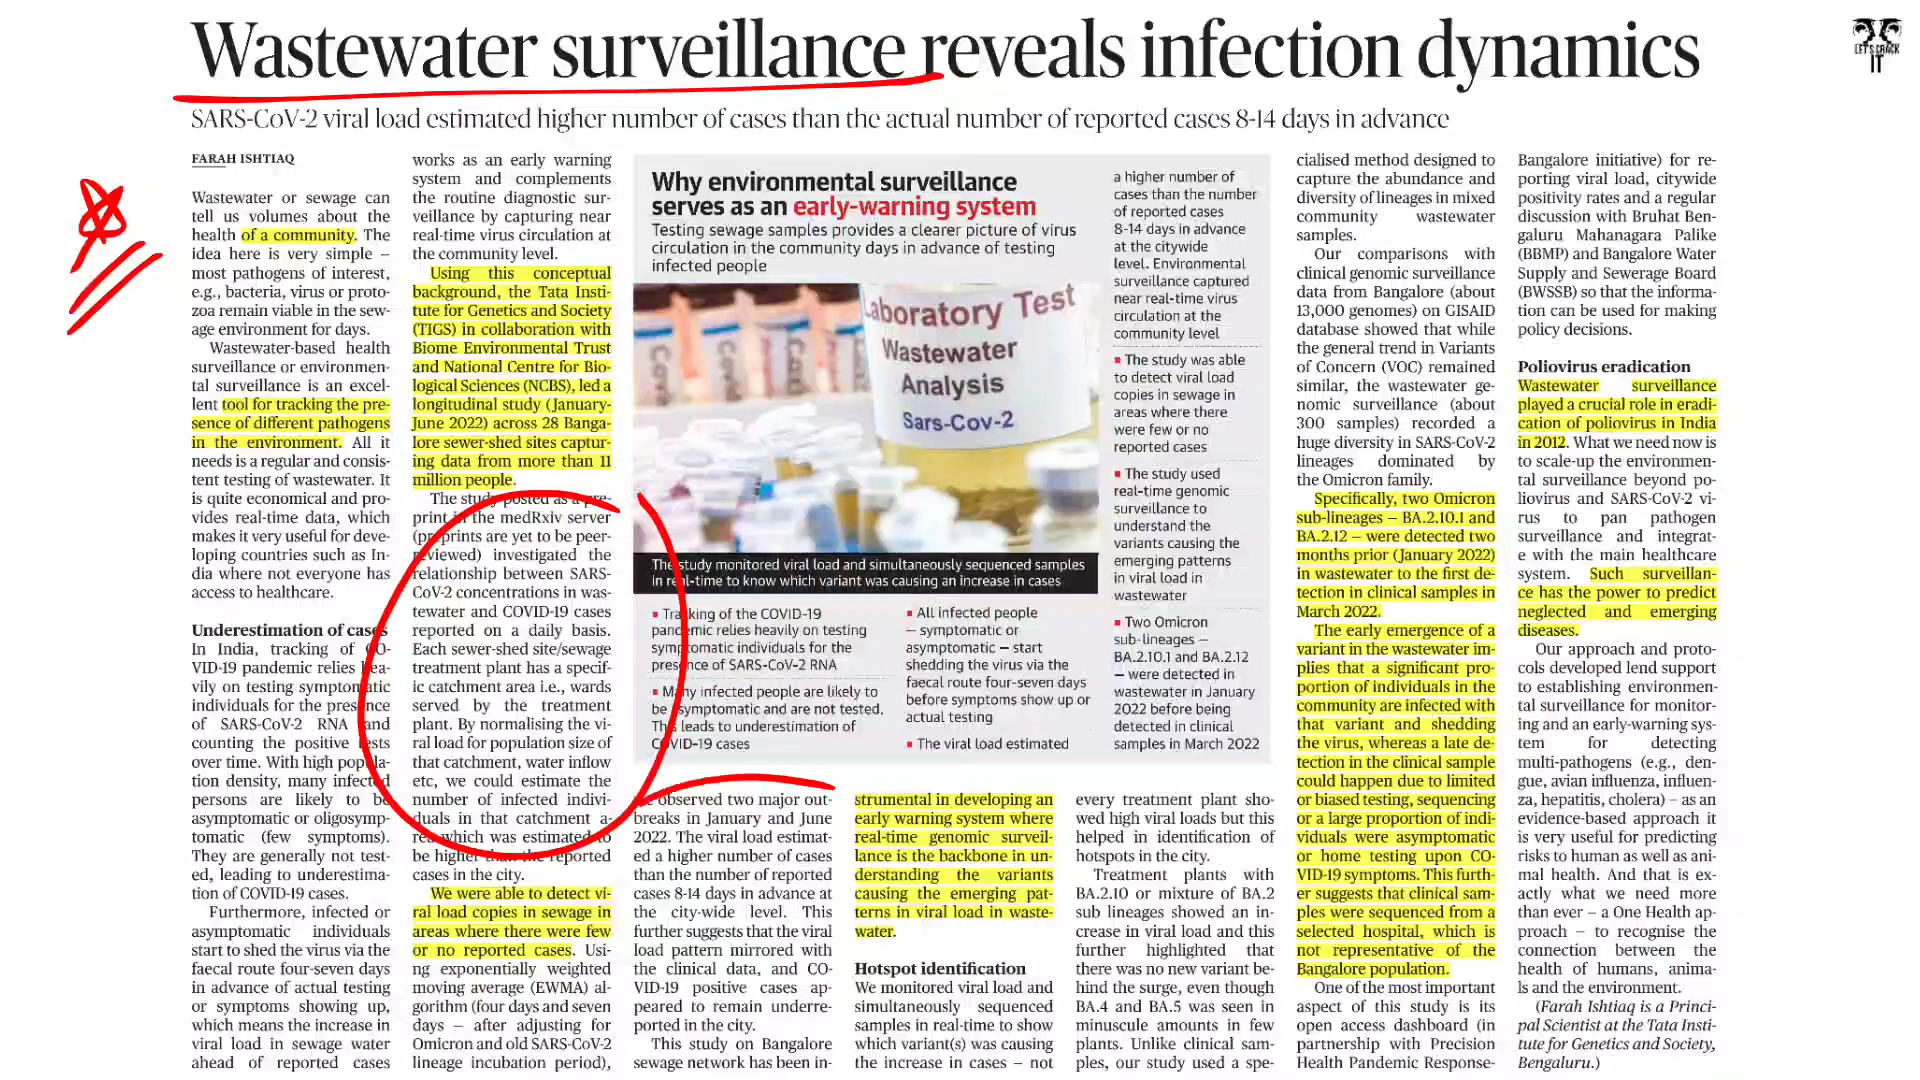 Wastewater surveillance reveals infection dynamics
LET'S CRACK
IT
SARS-CoV-2 viral load estimated higher number of cases than the actual number of reported cases 8-14 days in advance
FARAH ISHTIAQ
Wastewater or sewage can
tell us volumes about the
health of a community. The
idea here is very simple –
most pathogens of interest,
e.g., bacteria, virus or proto-
zoa remain viable in the sew-
age environment for days.
Wastewater-based health
surveillance or environmen-
tal surveillance is an excel-
lent tool for tracking the pre-
sence of different pathogens
in the environment. All it
needs is a regular and consis-
tent testing of wastewater. It
is quite economical and pro-
vides real-time data, which
makes it very useful for deve-
loping countries such as In-
dia where not everyone has
access to healthcare.
Underestimation of cases
In India, tracking of CO-
VID-19 pandemic relies hea-
vily on testing symptomatic
individuals for the presence
of SARS-CoV-2 RNA and
counting the positive tests
over time. With high popula-
tion density, many infected
persons are likely to be
asymptomatic or oligosymp-
tomatic (few symptoms).
They are generally not test-
ed, leading to underestima-
tion of COVID-19 cases.
Furthermore, infected or
asymptomatic individuals
start to shed the virus via the
faecal route four-seven days
in advance of actual testing
or symptoms showing up,
which means the increase in
viral load in sewage water
ahead of reported cases
works as an early warning
system and complements
the routine diagnostic sur-
veillance by capturing near
real-time virus circulation at
the community level.
Using this conceptual
background, the Tata Insti-
tute for Genetics and Society
(TIGS) in collaboration with
Biome Environmental Trust
and National Centre for Bio-
logical Sciences (NCBS), led a
longitudinal study (January-
June 2022) across 28 Banga-
lore sewer-shed sites captur-
ing data from more than 11
million people.
The study posted as a pre-
print in the medRxiv server
(preprints are yet to be peer-
reviewed) investigated the
relationship between SARS-
CoV-2 concentrations in was-
tewater and COVID-19 cases
reported on a daily basis.
Each sewer-shed site/sewage
treatment plant has a specif-
ic catchment area i.e., wards
served by the treatment
plant. By normalising the vi-
ral load for population size of
that catchment, water inflow
etc, we could estimate the
number of infected indivi-
duals in that catchment a-
rea which was estimated to
be higher than the reported
cases in the city.
We were able to detect vi-
ral load copies in sewage in
areas where there were few
or no reported cases. Usi-
ng exponentially weighted
moving average (EWMA) al-
gorithm (four days and seven
days – after adjusting for
Omicron and old SARS-CoV-2
lineage incubation period),
Why environmental surveillance
serves as an early-warning system
Testing sewage samples provides a clearer picture of virus
circulation in the community days in advance of testing
infected people
Laboratory Test
Wastewater
Analysis
Sars-Cov-2
The study monitored viral load and simultaneously sequenced samples
in real-time to know which variant was causing an increase in cases
▪ Tracking of the COVID-19
pandemic relies heavily on testing
symptomatic individuals for the
presence of SARS-CoV-2 RNA
▪ Many infected people are likely to
be asymptomatic and are not tested.
This leads to underestimation of
COVID-19 cases
▪ All infected people
– symptomatic or
asymptomatic – start
shedding the virus via the
faecal route four-seven days
before symptoms show up or
actual testing
▪ The viral load estimated
a higher number of
cases than the number
of reported cases
8-14 days in advance
at the citywide
level. Environmental
surveillance captured
near real-time virus
circulation at the
community level
▪ The study was able
to detect viral load
copies in sewage in
areas where there
were few or no
reported cases
▪ The study used
real-time genomic
surveillance to
understand the
variants causing the
emerging patterns
in viral load in
wastewater
▪ Two Omicron
sub-lineages –
BA.2.10.1 and BA.2.12
– were detected in
wastewater in January
2022 before being
detected in clinical
samples in March 2022
we observed two major out-
breaks in January and June
2022. The viral load estimat-
ed a higher number of cases
than the number of reported
cases 8-14 days in advance at
the city-wide level. This
further suggests that the viral
load pattern mirrored with
the clinical data, and CO-
VID-19 positive cases ap-
peared to remain underre-
ported in the city.
This study on Bangalore
sewage network has been in-
strumental in developing an
early warning system where
real-time genomic surveil-
lance is the backbone in un-
derstanding the variants
causing the emerging pat-
terns in viral load in waste-
water.
Hotspot identification
We monitored viral load and
simultaneously sequenced
samples in real-time to show
which variant(s) was causing
the increase in cases – not
every treatment plant sho-
wed high viral loads but this
helped in identification of
hotspots in the city.
Treatment plants with
BA.2.10 or mixture of BA.2
sub lineages showed an in-
crease in viral load and this
further highlighted that
there was no new variant be-
hind the surge, even though
BA.4 and BA.5 was seen in
minuscule amounts in few
plants. Unlike clinical sam-
ples, our study used a spe-
cialised method designed to
capture the abundance and
diversity of lineages in mixed
community wastewater
samples.
Our comparisons with
clinical genomic surveillance
data from Bangalore (about
13,000 genomes) on GISAID
database showed that while
the general trend in Variants
of Concern (VOC) remained
similar, the wastewater ge-
nomic surveillance (about
300 samples) recorded a
huge diversity in SARS-CoV-2
lineages dominated by
the Omicron family.
Specifically, two Omicron
sub-lineages – BA.2.10.1 and
BA.2.12 – were detected two
months prior (January 2022)
in wastewater to the first de-
tection in clinical samples in
March 2022.
The early emergence of a
variant in the wastewater im-
plies that a significant pro-
portion of individuals in the
community are infected with
that variant and shedding
the virus, whereas a late de-
tection in the clinical sample
could happen due to limited
or biased testing, sequencing
or a large proportion of indi-
viduals were asymptomatic
or home testing upon CO-
VID-19 symptoms. This furth-
er suggests that clinical sam-
ples were sequenced from a
selected hospital, which is
not representative of the
Bangalore population.
One of the most important
aspect of this study is its
open access dashboard (in
partnership with Precision
Health Pandemic Response-
Bangalore initiative) for re-
porting viral load, citywide
positivity rates and a regular
discussion with Bruhat Ben-
galuru Mahanagara Palike
(BBMP) and Bangalore Water
Supply and Sewerage Board
(BWSSB) so that the informa-
tion can be used for making
policy decisions.
Poliovirus eradication
Wastewater surveillance
played a crucial role in eradi-
cation of poliovirus in India
in 2012. What we need now is
to scale-up the environmen-
tal surveillance beyond po-
liovirus and SARS-CoV-2 vi-
rus to pan pathogen
surveillance and integrat-
e with the main healthcare
system. Such surveillan-
ce has the power to predict
neglected and emerging
diseases.
Our approach and proto-
cols developed lend support
to establishing environmen-
tal surveillance for monitor-
ing and an early-warning sys-
tem for detecting
multi-pathogens (e.g., den-
gue, avian influenza, influen-
za, hepatitis, cholera) – as an
evidence-based approach it
is very useful for predicting
risks to human as well as ani-
mal health. And that is ex-
actly what we need more
than ever – a One Health ap-
proach – to recognise the
connection between the
health of humans, anima-
ls and the environment.
(Farah Ishtiaq is a Princi-
pal Scientist at the Tata Insti-
tute for Genetics and Society,
Bengaluru.)